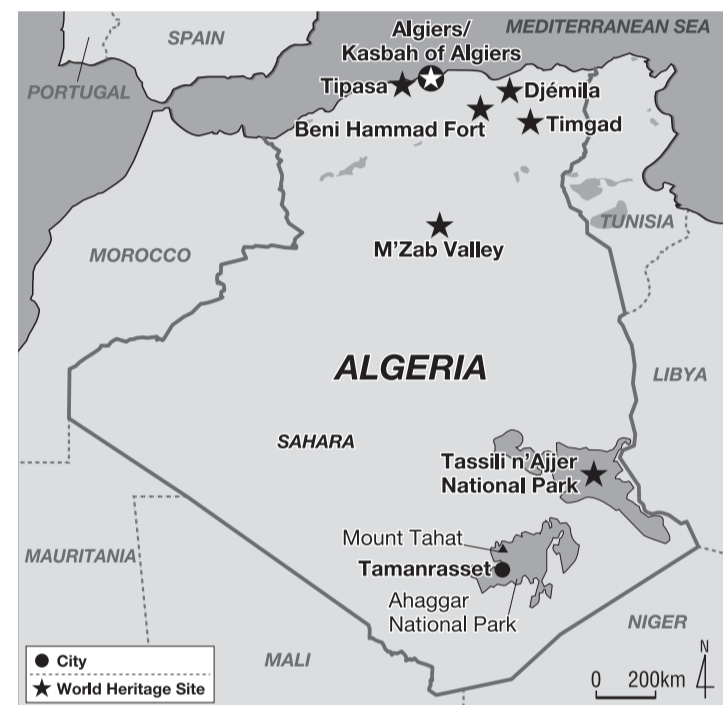 SPAIN
Algiers/
Kasbah of Algiers
MEDITERRANEAN SEA
PORTUGAL
Tipasa
Djémila
Beni Hammad Fort
Timgad
TUNISIA
MOROCCO
M'Zab Valley
ALGERIA
LIBYA
SAHARA
Tassili n'Ajjer
National Park
Mount Tahat
MAURITANIA
Tamanrasset
Ahaggar
National Park
NIGER
MALI
City
World Heritage Site
N
0 200km